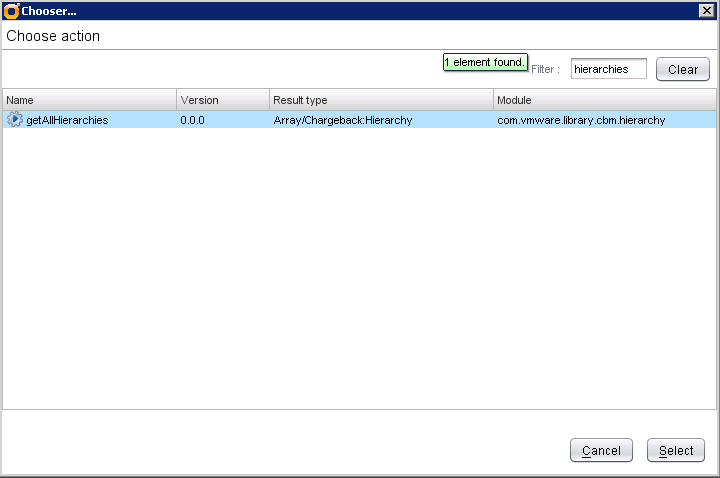 Chooser...
Choose action
1 element found.
Filter :
hierarchies
Clear
Name Version Result type Module
getAllHierarchies 0.0.0 Array/Chargeback:Hierarchy com.vmware.library.cbm.hierarchy
Cancel Select